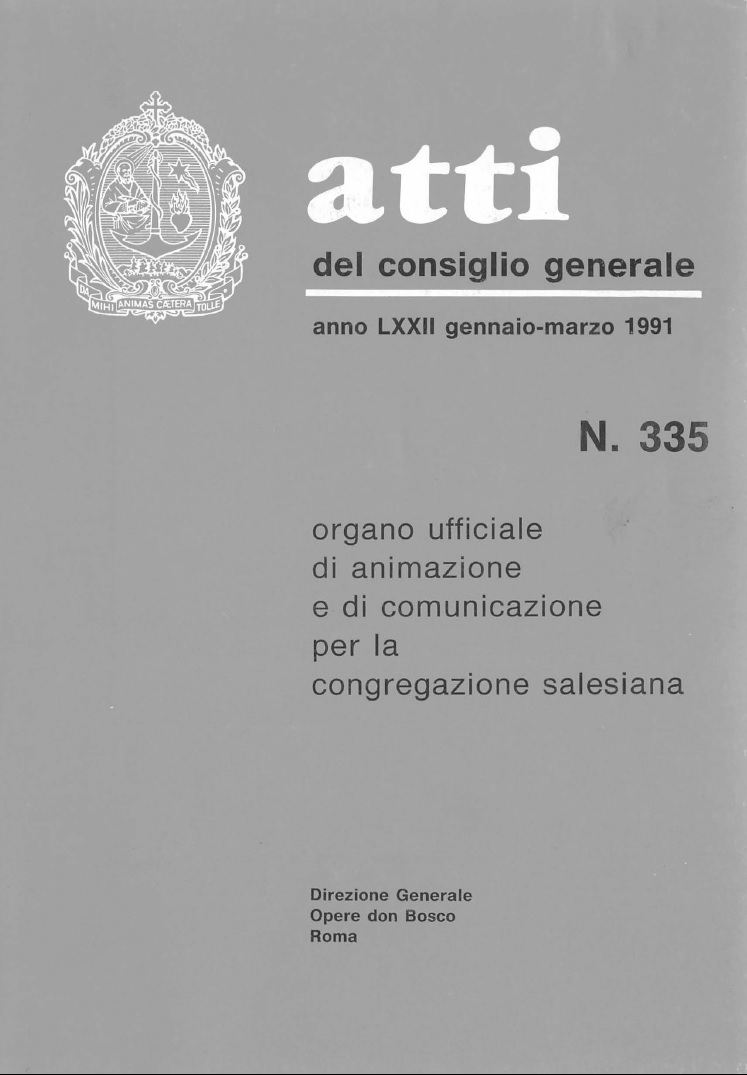 atti
del consiglio generale
anno LXXII gennaio-marzo 1991
N. 335
organo ufficiale
di animazione
e di comunicazione
per la
congregazione salesiana
DA MIHI ANIMAS CÆTERA TOLLE
Direzione Generale
Opere don Bosco
Roma